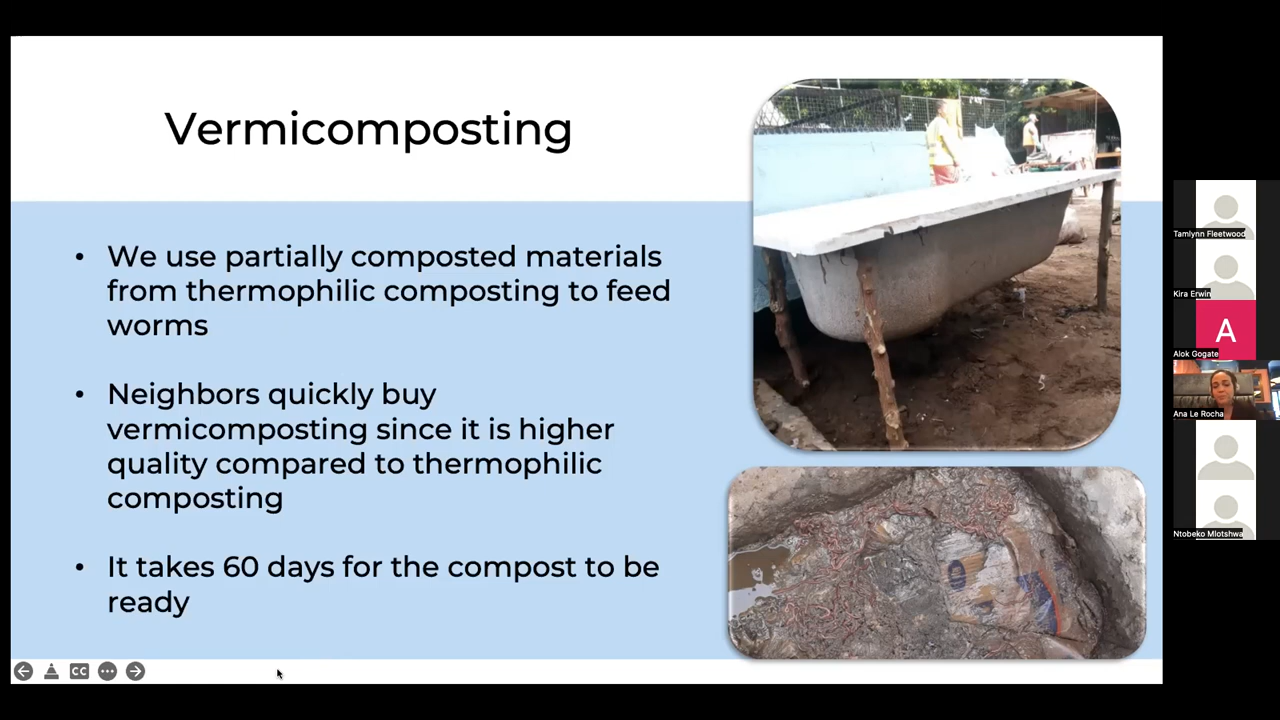 Vermicomposting
• We use partially composted materials
from thermophilic composting to feed
worms
• Neighbors quickly buy
vermicomposting since it is higher
quality compared to thermophilic
composting
• It takes 60 days for the compost to be
ready
CC
Tamlynn Fleetwood
Kira Erwin
A
Alok Gogate
Ana Le Rocha
Ntobeko Mlotshwa